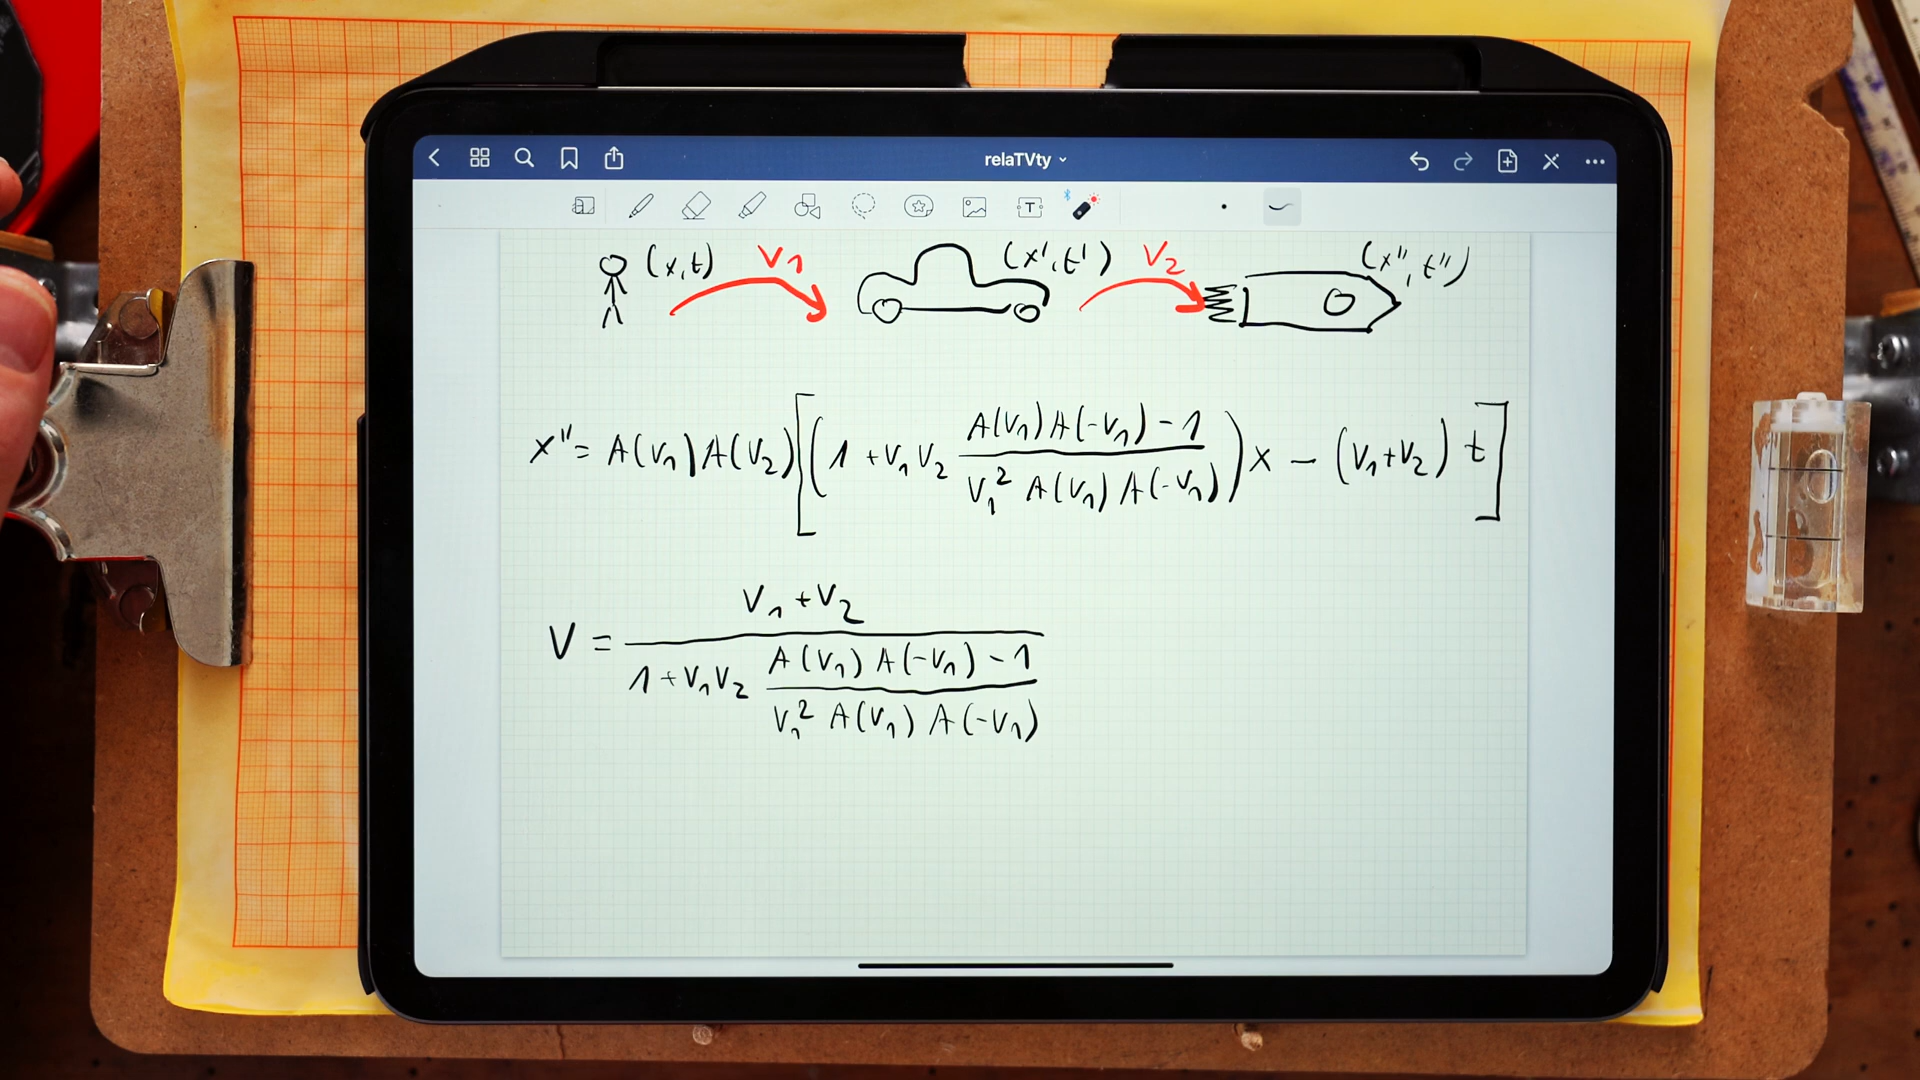 relaTVty
T
(x,t) V₁ (x',t') V₂ (x'',t'')
x'' = A(v₁)A(v₂)[(1 + v₁v₂ (A(v₁)A(-v₁) - 1)/(v₁² A(v₁) A(-v₁)))x - (v₁+v₂) t]
V = (v₁+v₂)/(1 + v₁v₂ (A(v₁) A(-v₁) - 1)/(v₁² A(v₁) A(-v₁)))